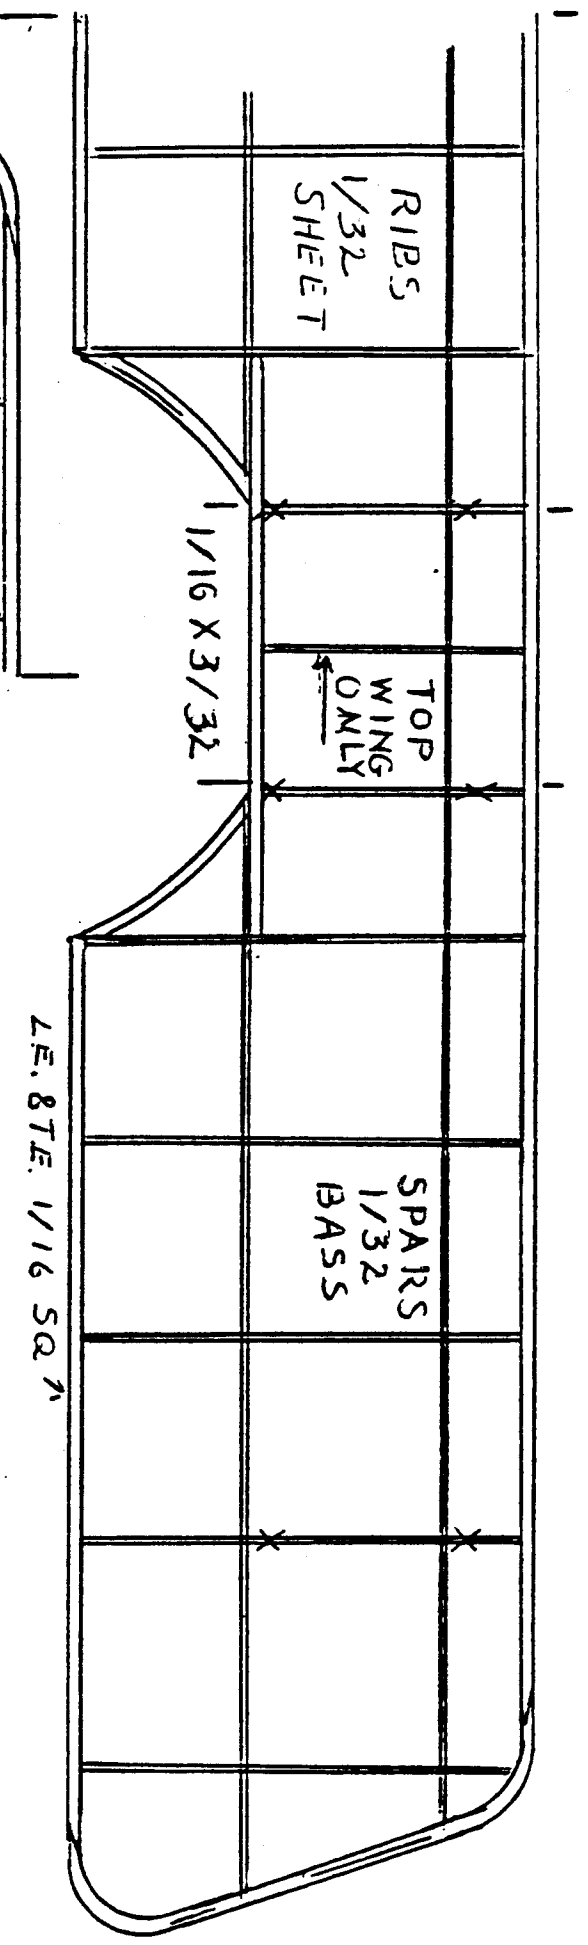 RIBS
1/32
SHEET
1/16 X 3/32
TOP
WING
ONLY
SPARS
1/32
BASS
L.E. & T.E. 1/16 SQ